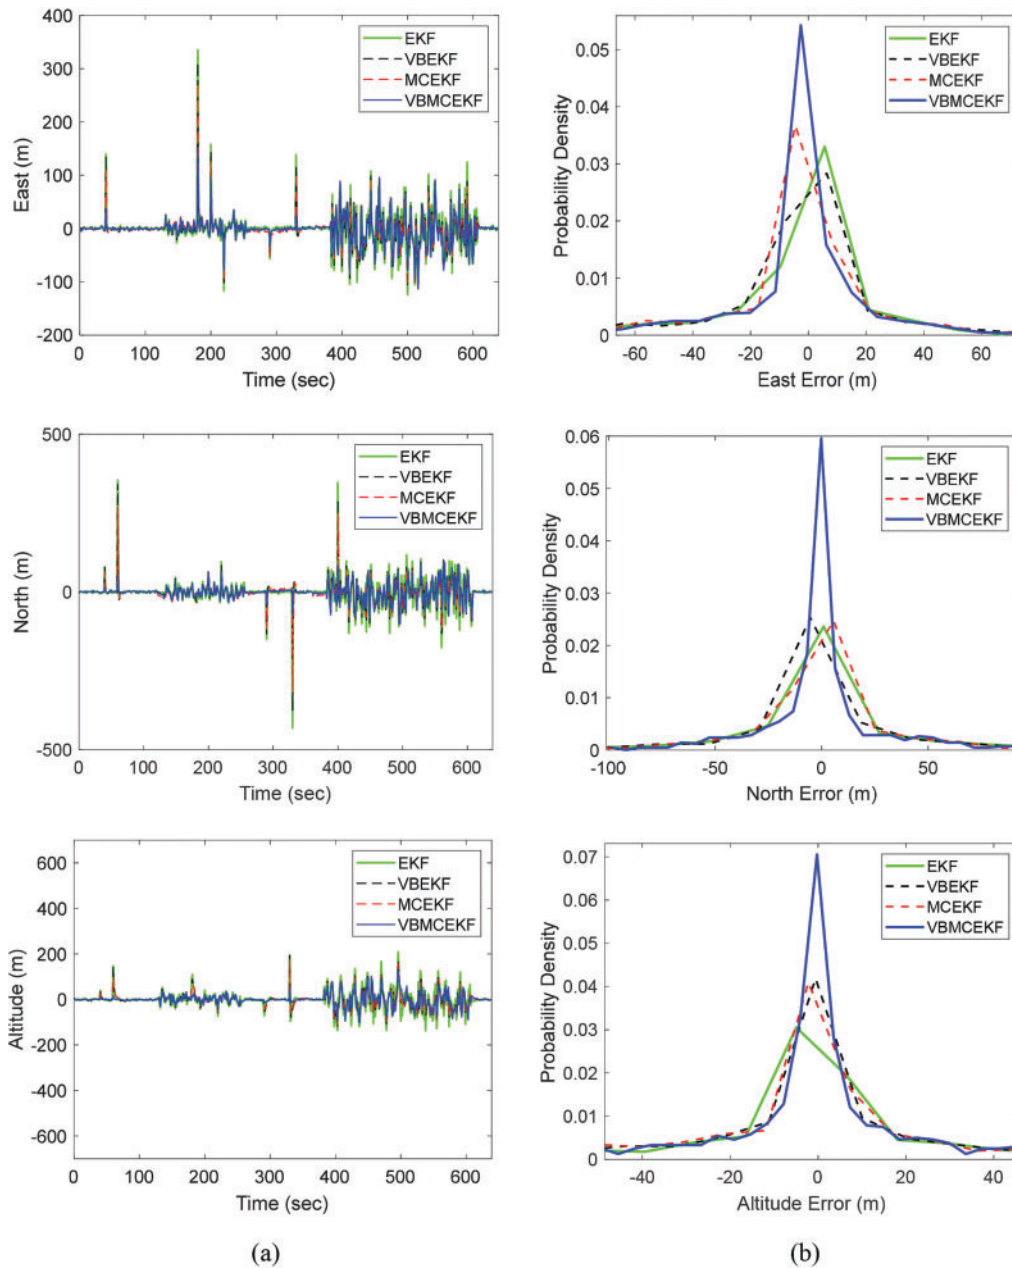 400
300
200
100
0
-100
-200
East (m)
0 100 200 300 400 500 600
Time (sec)
EKF
VBEKF
MCEKF
VBMCEKF
0.05
0.04
0.03
0.02
0.01
0
Probability Density
-60 -40 -20 0 20 40 60
East Error (m)
EKF
VBEKF
MCEKF
VBMCEKF
500
0
-500
North (m)
0 100 200 300 400 500 600
Time (sec)
EKF
VBEKF
MCEKF
VBMCEKF
0.06
0.05
0.04
0.03
0.02
0.01
0
Probability Density
-100 -50 0 50
North Error (m)
EKF
VBEKF
MCEKF
VBMCEKF
600
400
200
0
-200
-400
-600
Altitude (m)
0 100 200 300 400 500 600
Time (sec)
EKF
VBEKF
MCEKF
VBMCEKF
0.07
0.06
0.05
0.04
0.03
0.02
0.01
0
Probability Density
-40 -20 0 20 40
Altitude Error (m)
EKF
VBEKF
MCEKF
VBMCEKF
(a) (b)